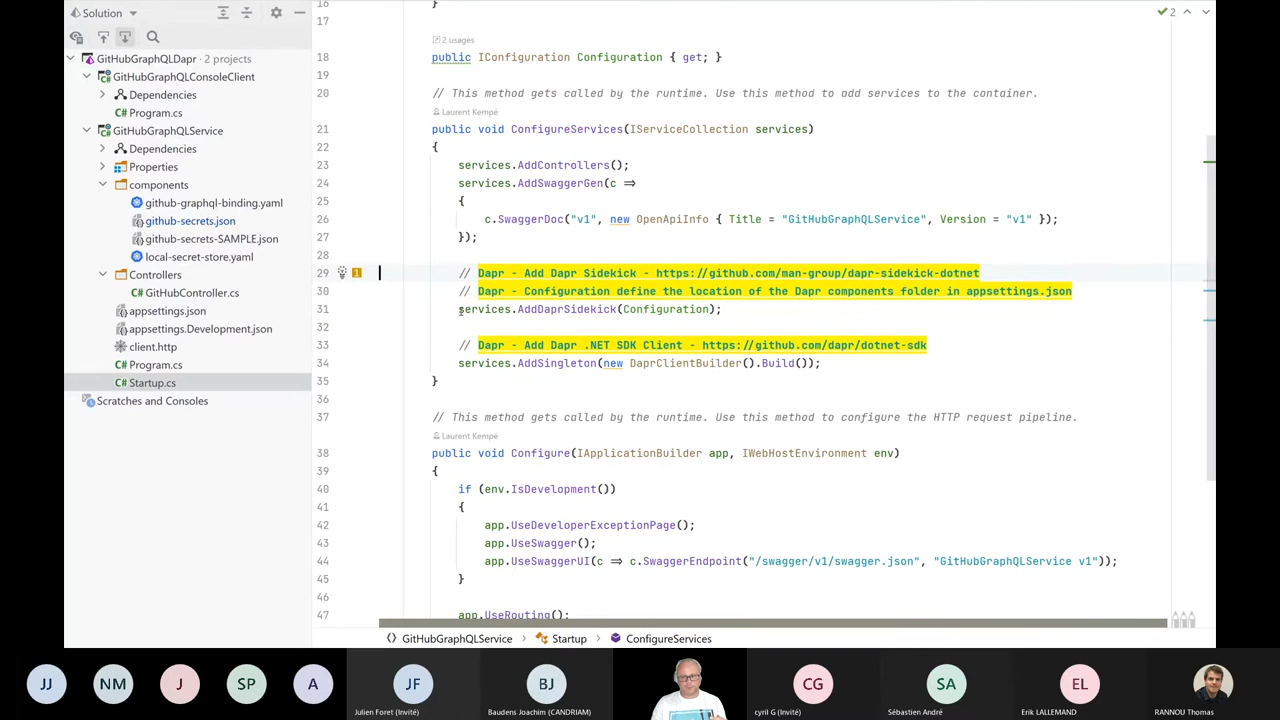 Solution
GitHubGraphQLDapr · 2 projects
GitHubGraphQLConsoleClient
Dependencies
C# Program.cs
GitHubGraphQLService
Dependencies
Properties
components
github-graphql-binding.yaml
github-secrets.json
github-secrets-SAMPLE.json
local-secret-store.yaml
Controllers
C# GitHubController.cs
appsettings.json
appsettings.Development.json
client.http
C# Program.cs
C# Startup.cs
Scratches and Consoles
16 }
17
2 usages
18 public IConfiguration Configuration { get; }
19
20 // This method gets called by the runtime. Use this method to add services to the container.
Laurent Kempé
21 public void ConfigureServices(IServiceCollection services)
22 {
23 services.AddControllers();
24 services.AddSwaggerGen(c ⇒
25 {
26 c.SwaggerDoc("v1", new OpenApiInfo { Title = "GitHubGraphQLService", Version = "v1" });
27 });
28
29 // Dapr - Add Dapr Sidekick - https://github.com/man-group/dapr-sidekick-dotnet
30 // Dapr - Configuration define the location of the Dapr components folder in appsettings.json
31 services.AddDaprSidekick(Configuration);
32
33 // Dapr - Add Dapr .NET SDK Client - https://github.com/dapr/dotnet-sdk
34 services.AddSingleton(new DaprClientBuilder().Build());
35 }
36
37 // This method gets called by the runtime. Use this method to configure the HTTP request pipeline.
Laurent Kempé
38 public void Configure(IApplicationBuilder app, IWebHostEnvironment env)
39 {
40 if (env.IsDevelopment())
41 {
42 app.UseDeveloperExceptionPage();
43 app.UseSwagger();
44 app.UseSwaggerUI(c ⇒ c.SwaggerEndpoint("/swagger/v1/swagger.json", "GitHubGraphQLService v1"));
45 }
46
47 app.UseRouting();
2
1
GitHubGraphQLService › Startup › ConfigureServices
JJ
NM
J
SP
A
JF
Julien Foret (Invité)
BJ
Baudens Joachim (CANDRIAM)
CG
cyril G (Invité)
SA
Sébastien André
EL
Erik LALLEMAND
RANNOU Thomas